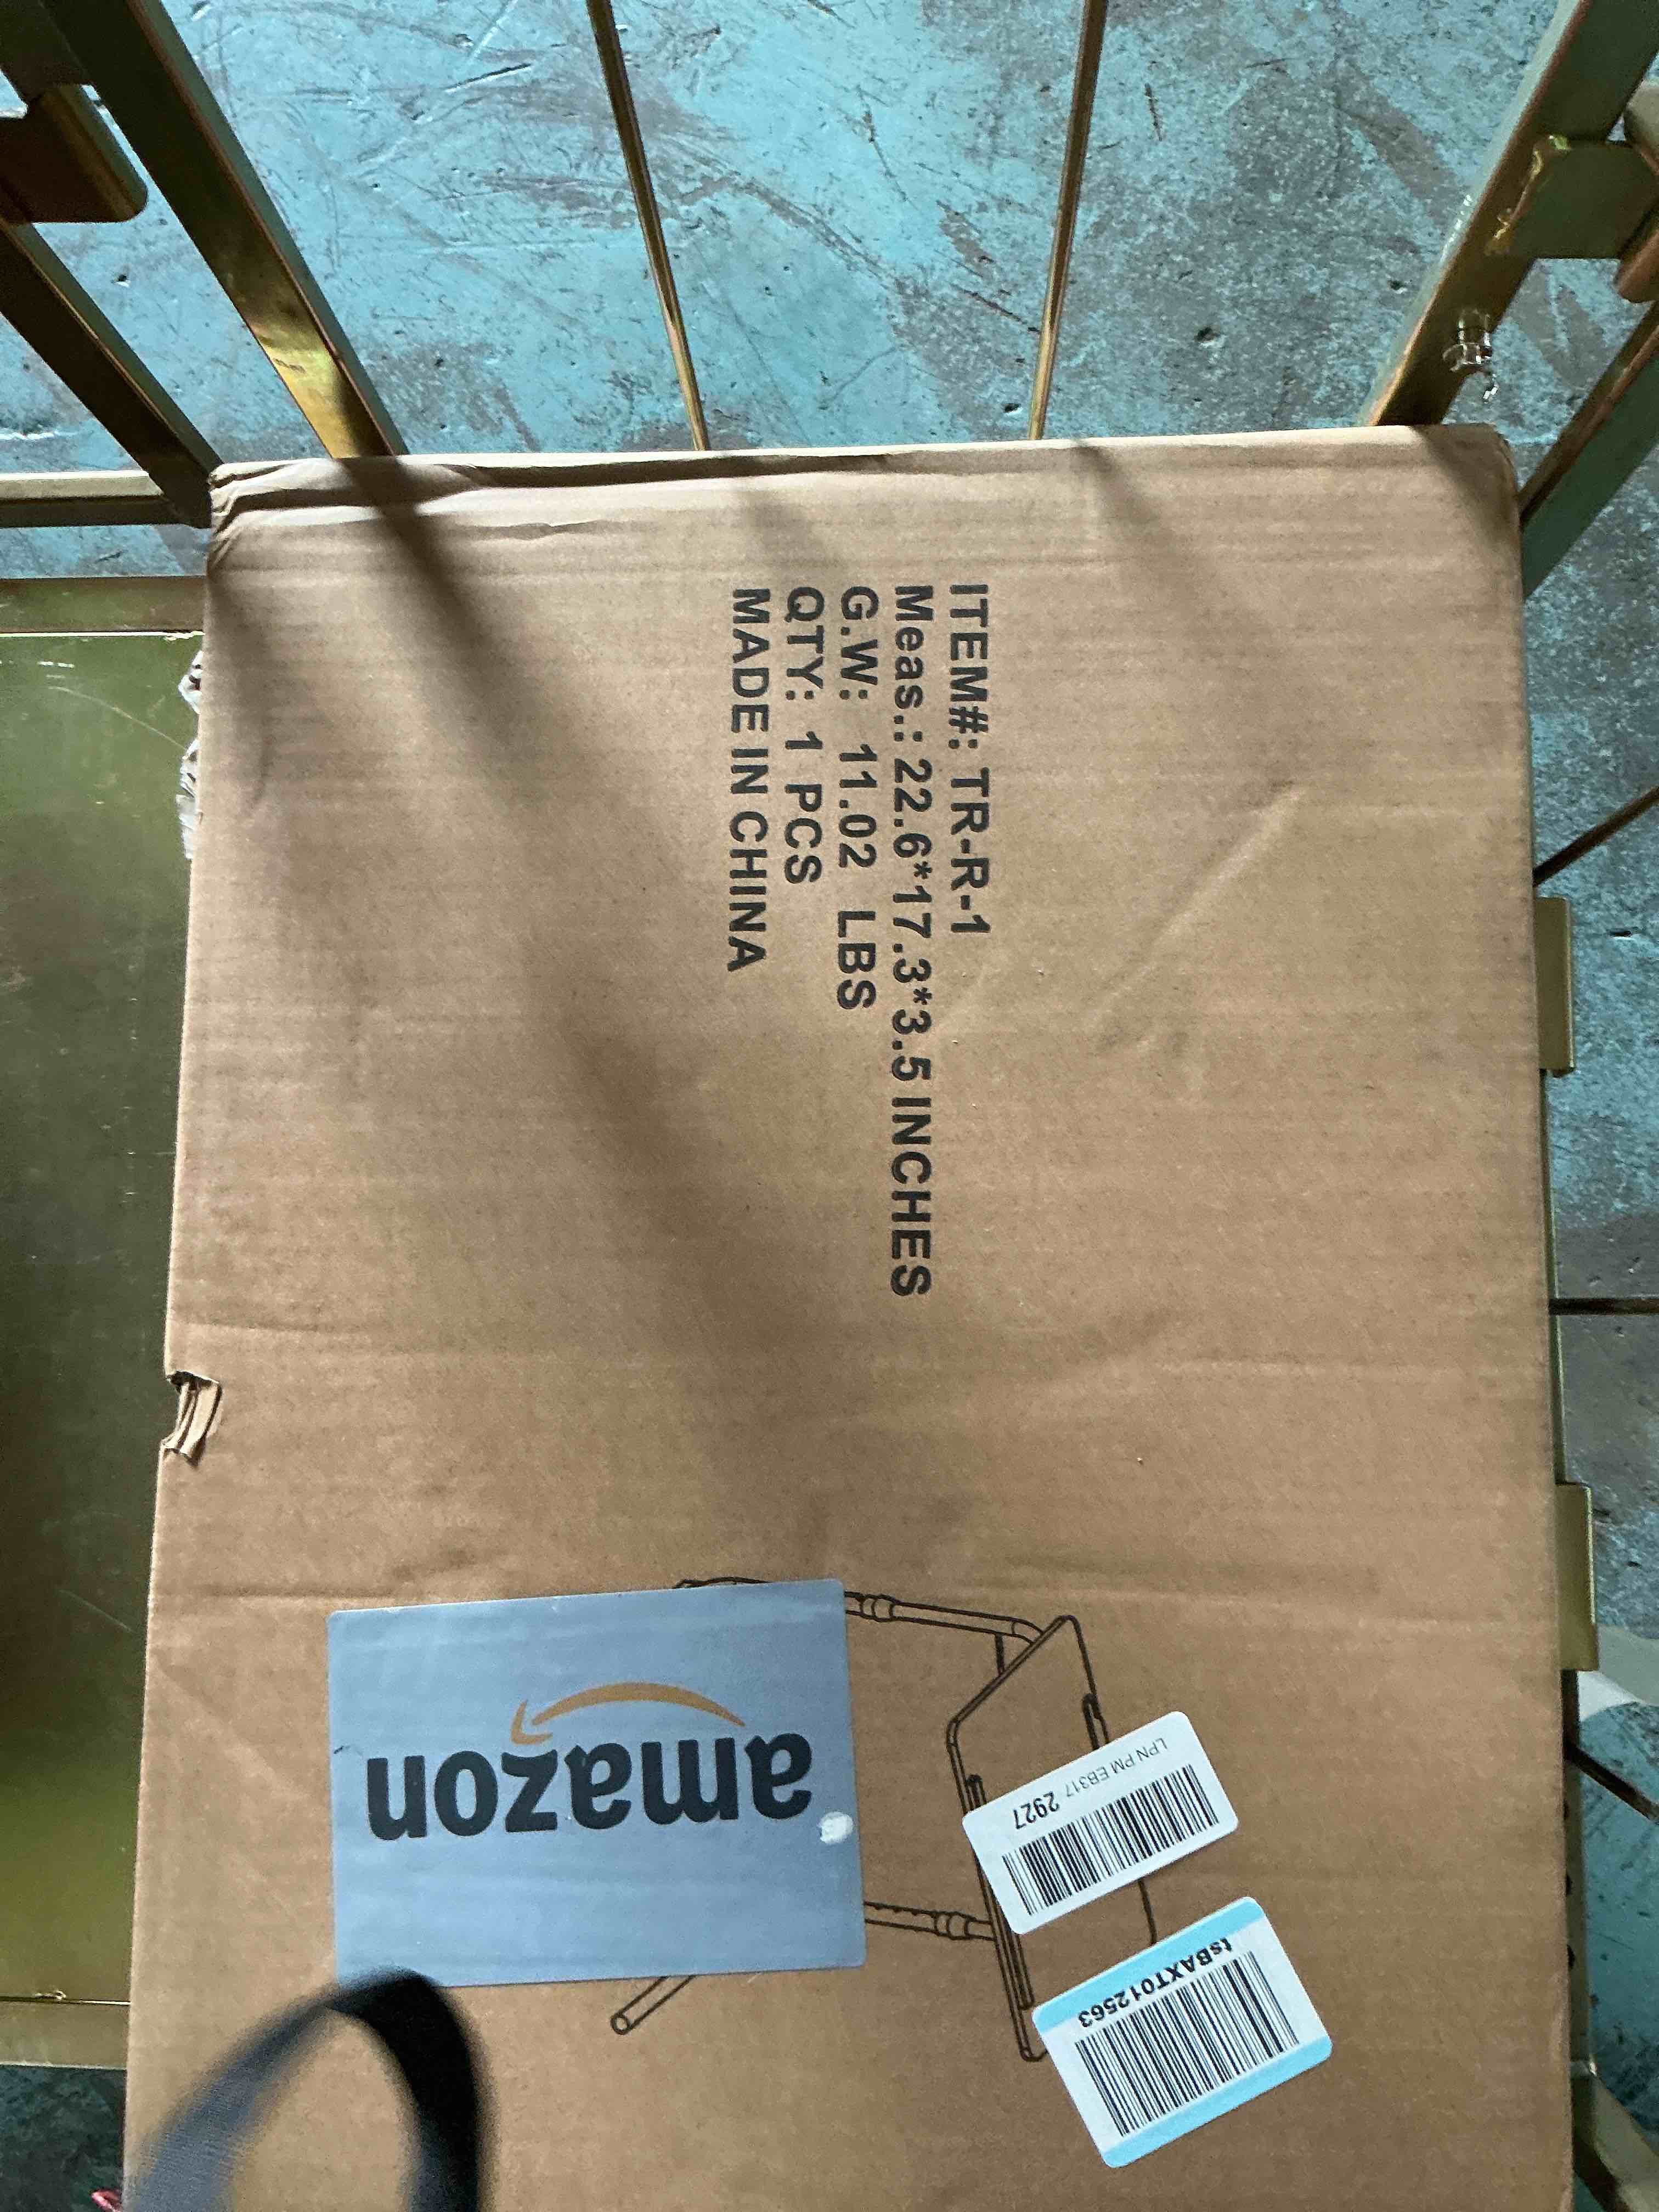 ITEM#: TR-R-1
Meas.: 22.6*17.3*3.5 INCHES
G.W: 11.02 LBS
QTY: 1 PCS
MADE IN CHINA
amazon
LPN PM EB317 2927
tsBAXT012563